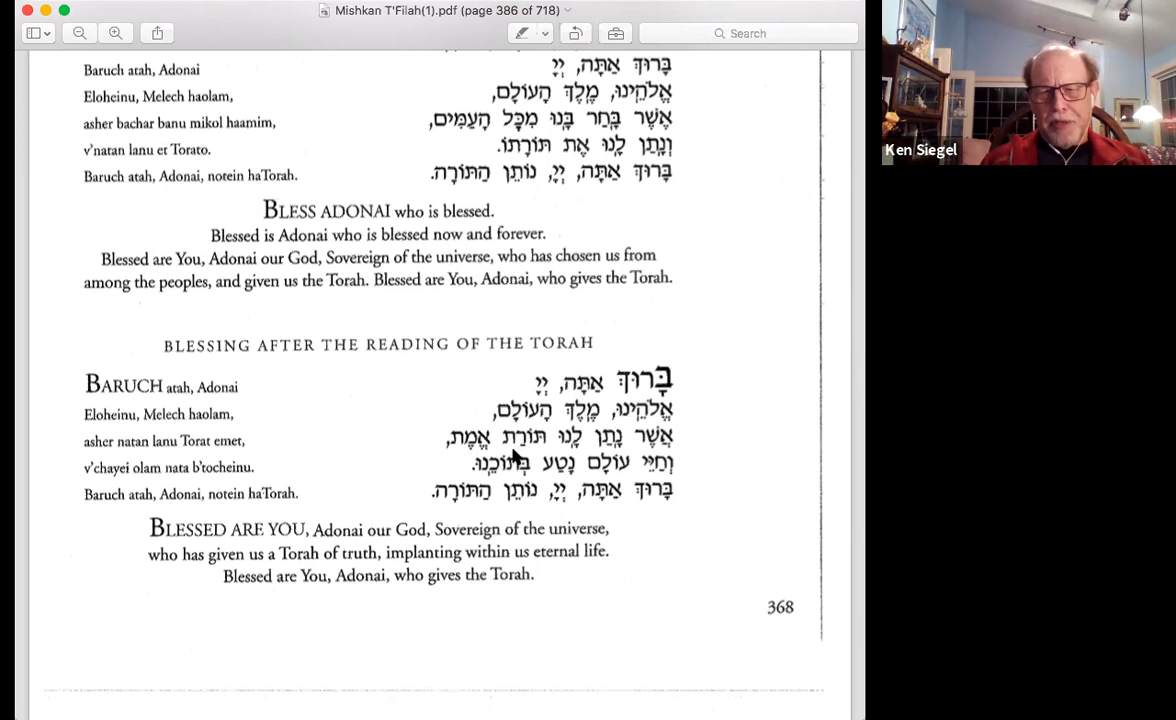 Mishkan T'Filah(1).pdf (page 386 of 718)
Search
Baruch atah, Adonai
בָּרוּךְ אַתָּה, יְיָ
Eloheinu, Melech haolam,
אֱלֹהֵינוּ, מֶלֶךְ הָעוֹלָם,
asher bachar banu mikol haamim,
אֲשֶׁר בָּחַר בָּנוּ מִכָּל הָעַמִּים,
v'natan lanu et Torato.
וְנָתַן לָנוּ אֶת תּוֹרָתוֹ.
Baruch atah, Adonai, notein haTorah.
בָּרוּךְ אַתָּה, יְיָ, נוֹתֵן הַתּוֹרָה.
BLESS ADONAI who is blessed.
Blessed is Adonai who is blessed now and forever.
Blessed are You, Adonai our God, Sovereign of the universe, who has chosen us from
among the peoples, and given us the Torah. Blessed are You, Adonai, who gives the Torah.
BLESSING AFTER THE READING OF THE TORAH
BARUCH atah, Adonai
בָּרוּךְ אַתָּה, יְיָ
Eloheinu, Melech haolam,
אֱלֹהֵינוּ, מֶלֶךְ הָעוֹלָם,
asher natan lanu Torat emet,
אֲשֶׁר נָתַן לָנוּ תּוֹרַת אֱמֶת,
v'chayei olam nata b'tocheinu.
וְחַיֵּי עוֹלָם נָטַע בְּתוֹכֵנוּ.
Baruch atah, Adonai, notein haTorah.
בָּרוּךְ אַתָּה, יְיָ, נוֹתֵן הַתּוֹרָה.
BLESSED ARE YOU, Adonai our God, Sovereign of the universe,
who has given us a Torah of truth, implanting within us eternal life.
Blessed are You, Adonai, who gives the Torah.
368
Ken Siegel